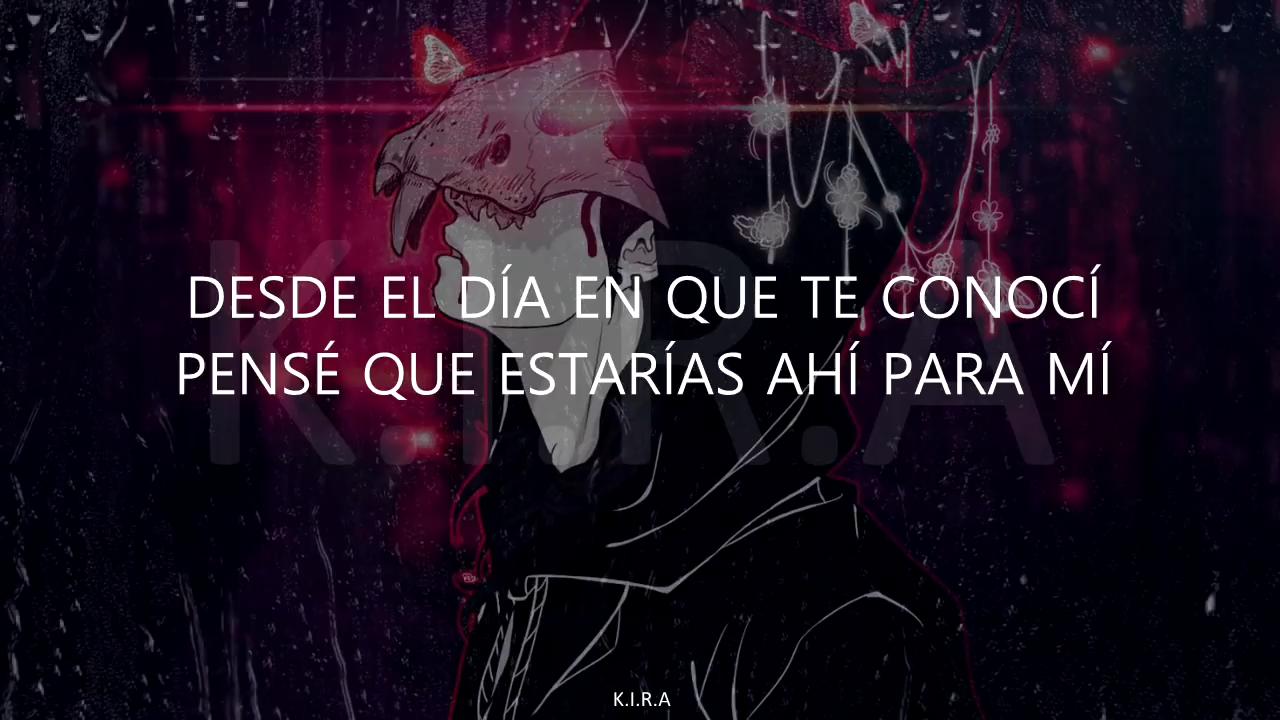 DESDE EL DÍA EN QUE TE CONOCÍ
PENSÉ QUE ESTARÍAS AHÍ PARA MÍ
K.I.R.A
K.I.R.A